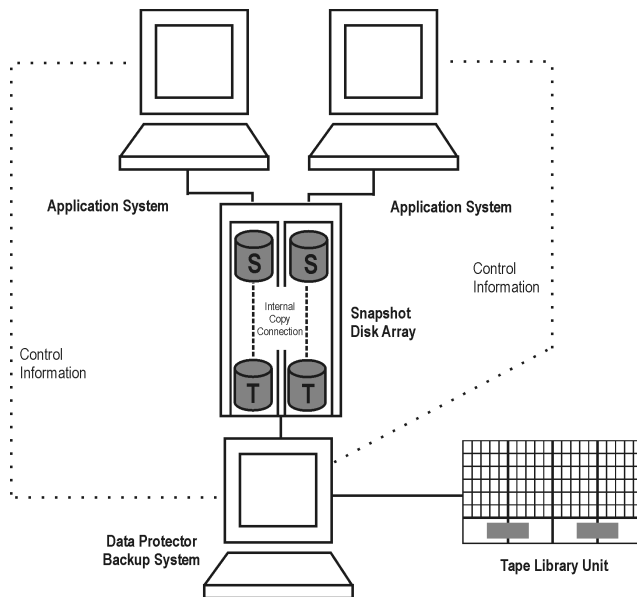 Application System
Application System
S
S
Internal
Copy
Connection
Snapshot
Disk Array
Control
Information
Control
Information
T
T
Data Protector
Backup System
Tape Library Unit